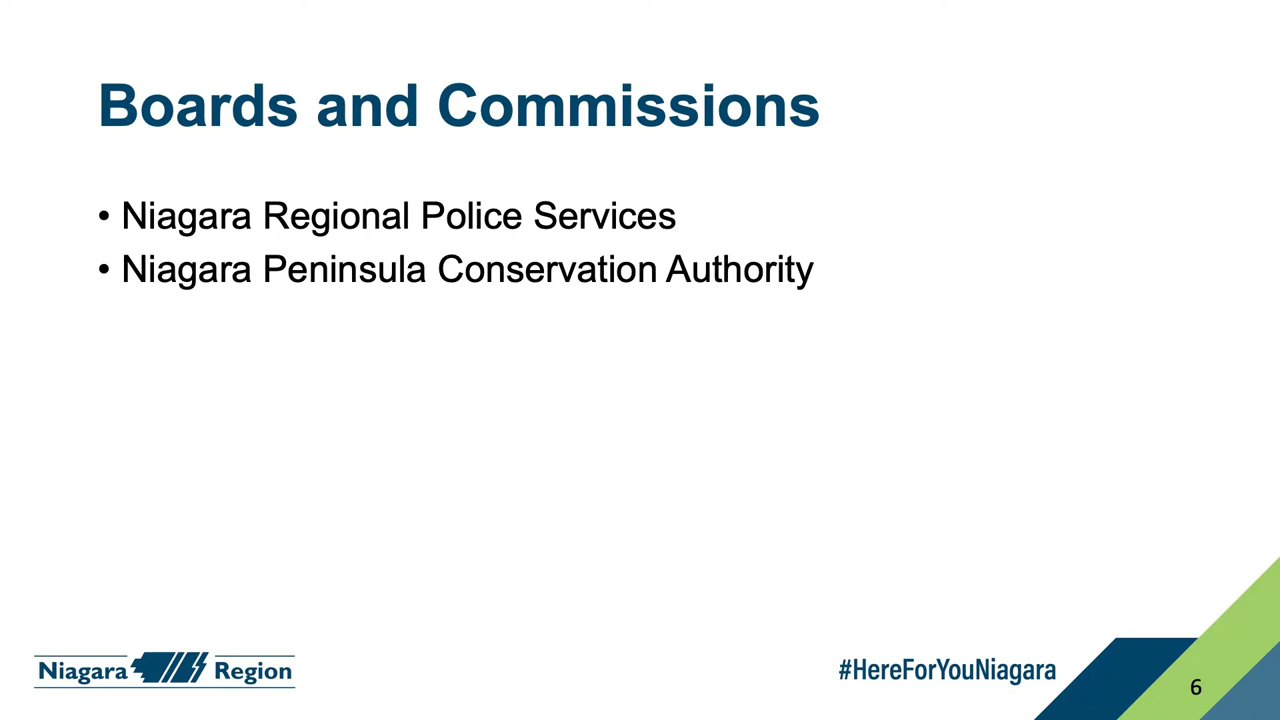 Boards and Commissions
• Niagara Regional Police Services
• Niagara Peninsula Conservation Authority
Niagara Region
#HereForYouNiagara
6